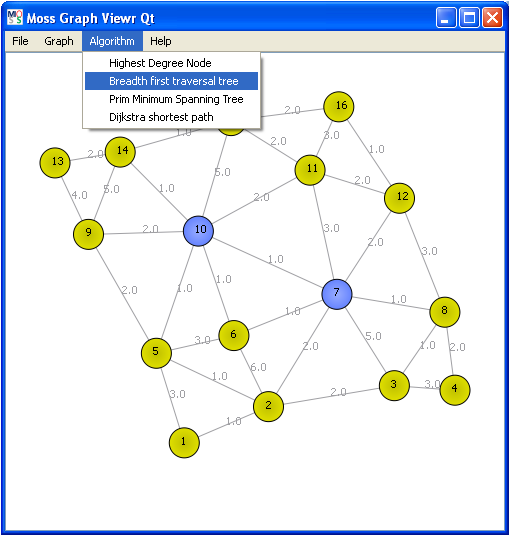 Moss Graph Viewr Qt
File Graph Algorithm Help
Highest Degree Node
Breadth first traversal tree
Prim Minimum Spanning Tree
Dijkstra shortest path
2.0 16
1.0 2.0 3.0 1.0
13 2.0 14
5.0 11 2.0
4.0 5.0 1.0 2.0 12
9 2.0 10 3.0 2.0
1.0 3.0
2.0 1.0 1.0 7 1.0
1.0 8
3.0 6 5.0
5 2.0 1.0 2.0
1.0 6.0
3.0 2.0 3 3.0 4
2
1.0
1